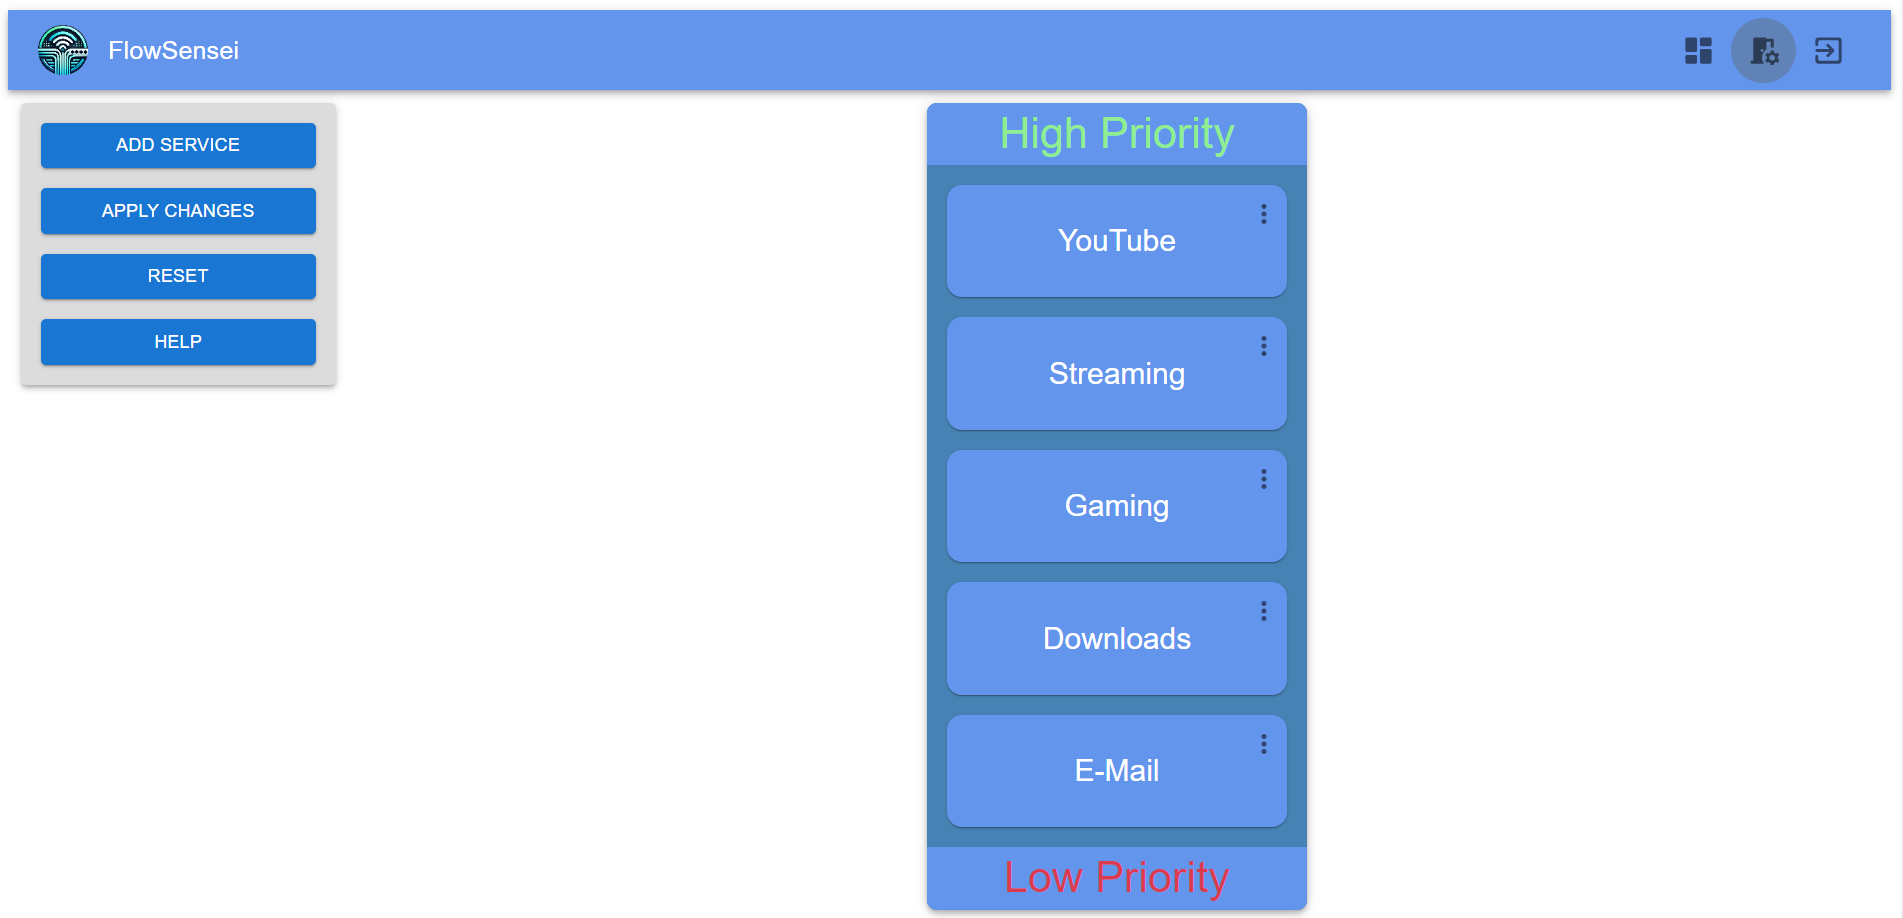 FlowSensei
ADD SERVICE
APPLY CHANGES
RESET
HELP
High Priority
YouTube
Streaming
Gaming
Downloads
E-Mail
Low Priority